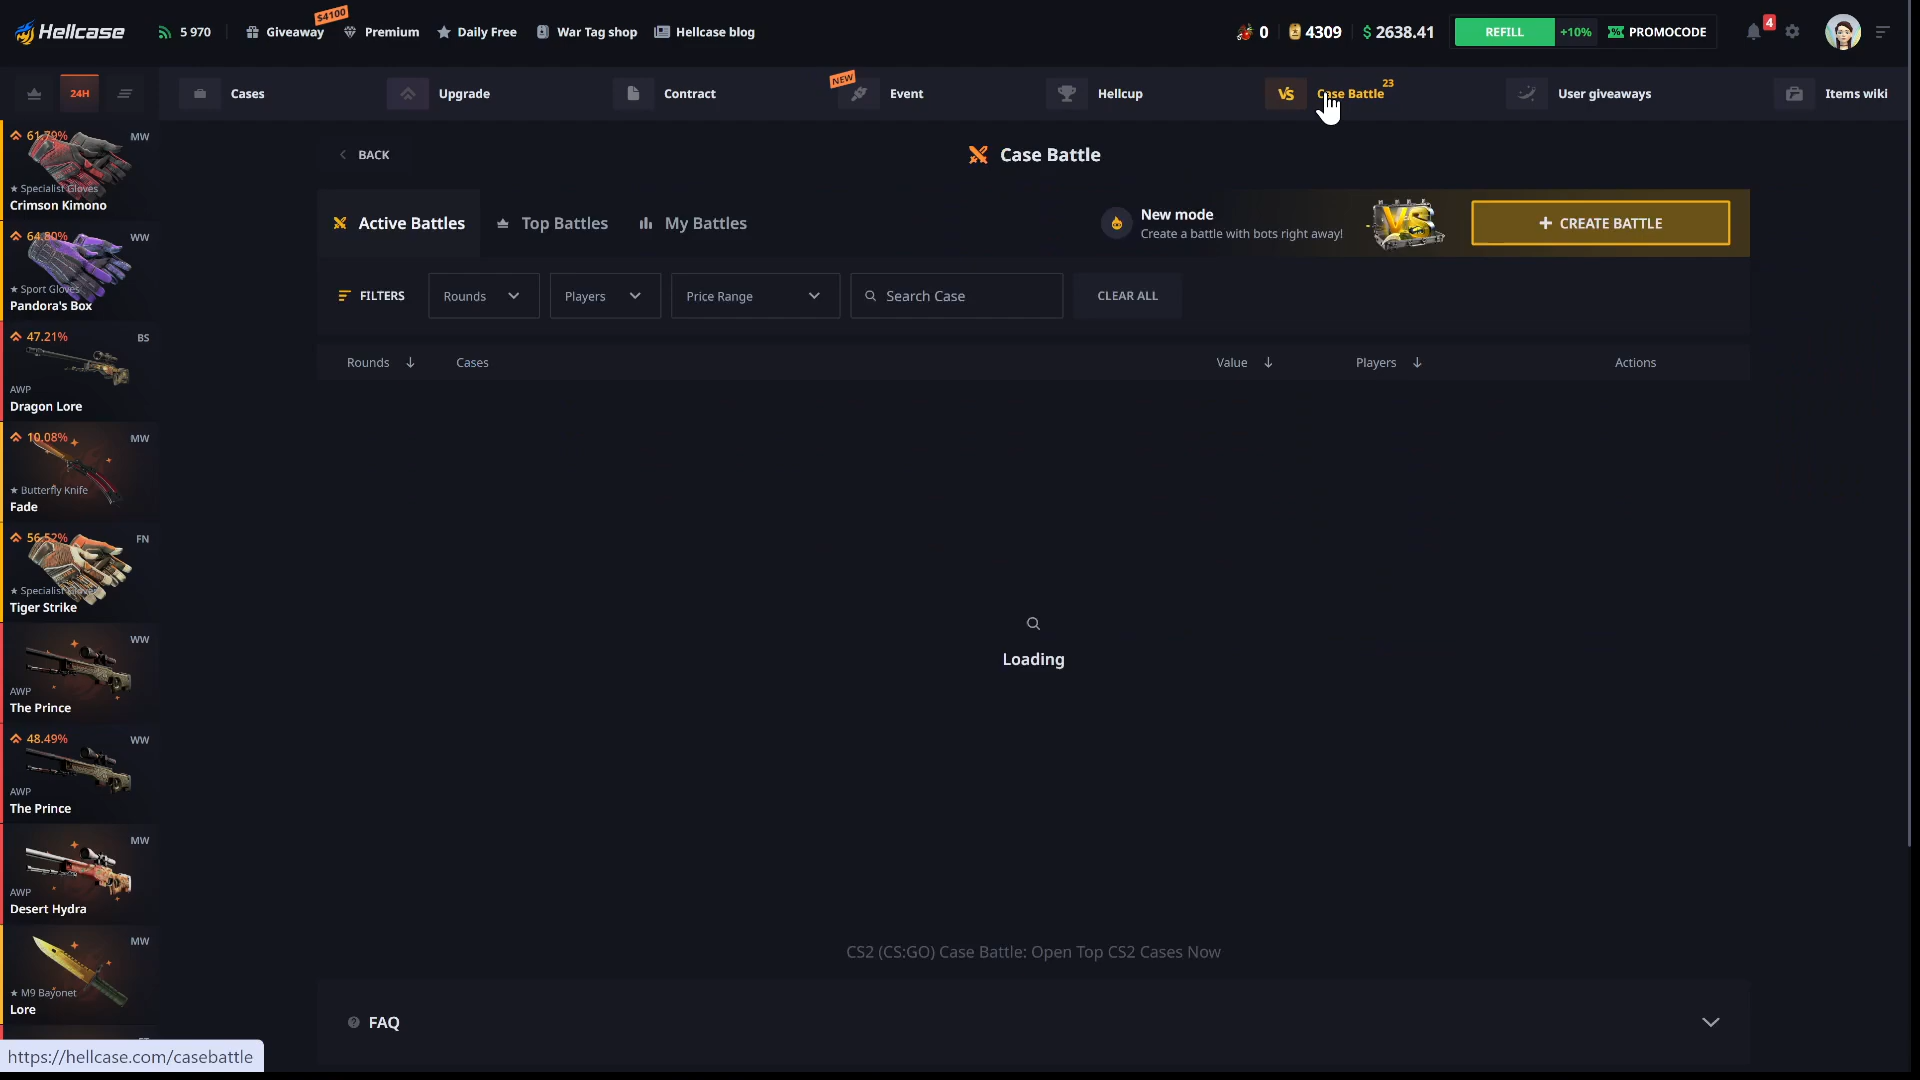 Hellcase
5 970
Giveaway
$4100
Premium
Daily Free
War Tag shop
Hellcase blog
0
4309
$ 2638.41
REFILL
+10%
PROMOCODE
4
24H
Cases
Upgrade
Contract
NEW
Event
Hellcup
VS
Case Battle
23
User giveaways
Items wiki
BACK
Case Battle
Active Battles
Top Battles
My Battles
New mode
Create a battle with bots right away!
VS
+ CREATE BATTLE
FILTERS
Rounds
Players
Price Range
Search Case
CLEAR ALL
Rounds
Cases
Value
Players
Actions
Loading
CS2 (CS:GO) Case Battle: Open Top CS2 Cases Now
FAQ
61.79%
MW
★ Specialist Gloves
Crimson Kimono
64.80%
WW
★ Sport Gloves
Pandora's Box
47.21%
BS
AWP
Dragon Lore
10.08%
MW
★ Butterfly Knife
Fade
56.52%
FN
★ Specialist Gloves
Tiger Strike
WW
AWP
The Prince
48.49%
WW
AWP
The Prince
MW
AWP
Desert Hydra
MW
★ M9 Bayonet
Lore
https://hellcase.com/casebattle